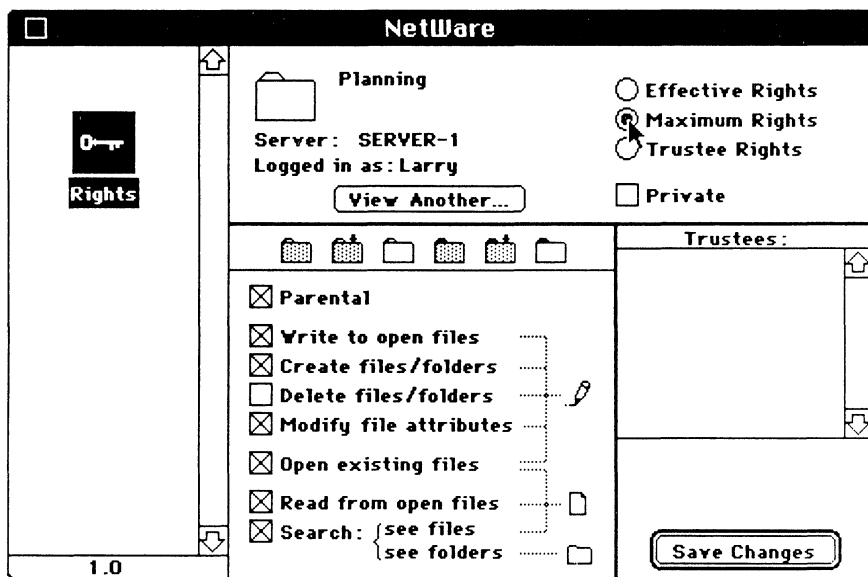 NetWare
Rights
1.0
Planning
Server: SERVER-1
Logged in as: Larry
View Another...
Effective Rights
Maximum Rights
Trustee Rights
Private
Parental
Write to open files
Create files/folders
Delete files/folders
Modify file attributes
Open existing files
Read from open files
Search: see files
see folders
Trustees:
Save Changes